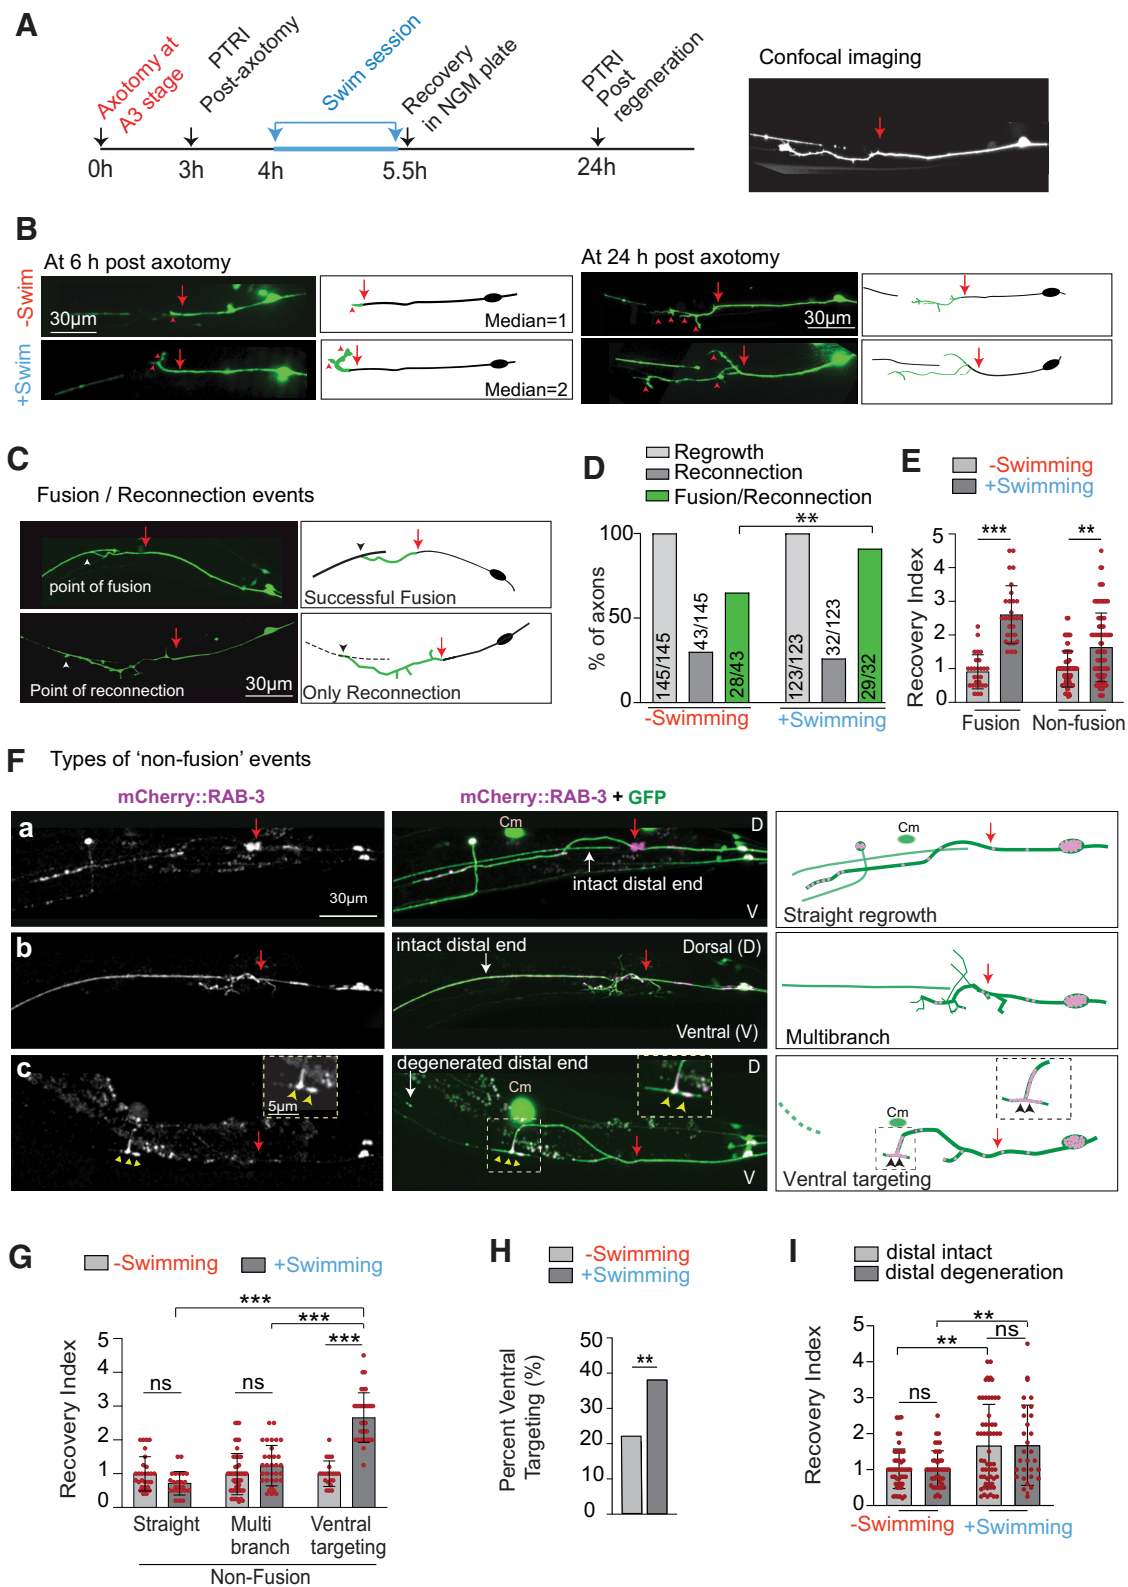 A
Axotomy at
A3 stage
PTRI
Post-axotomy
Swim session
Recovery
in NGM plate
PTRI
Post
regeneration
0h
3h
4h
5.5h
24h
Confocal imaging
B
At 6 h post axotomy
At 24 h post axotomy
-Swim
+Swim
30µm
Median=1
30µm
Median=2
C
Fusion / Reconnection events
point of fusion
Successful Fusion
Point of reconnection
30µm
Only Reconnection
D
Regrowth
Reconnection
Fusion/Reconnection
**
% of axons
100
50
0
145/145
43/145
28/43
123/123
32/123
29/32
-Swimming
+Swimming
E
-Swimming
+Swimming
Recovery Index
5
4
3
2
1
0
***
**
Fusion
Non-fusion
F
Types of ‘non-fusion’ events
mCherry::RAB-3
mCherry::RAB-3 + GFP
a
30µm
Cm
D
intact distal end
V
Cm
Straight regrowth
b
intact distal end
Dorsal (D)
Ventral (V)
Multibranch
c
5µm
degenerated distal end
Cm
D
V
Cm
Ventral targeting
G
-Swimming
+Swimming
***
***
***
ns
ns
Recovery Index
5
4
3
2
1
0
Straight
Multi
branch
Ventral
targeting
Non-Fusion
H
-Swimming
+Swimming
Percent Ventral
Targeting (%)
50
40
30
20
10
0
**
I
distal intact
distal degeneration
**
**
ns
ns
Recovery Index
5
4
3
2
1
0
-Swimming
+Swimming